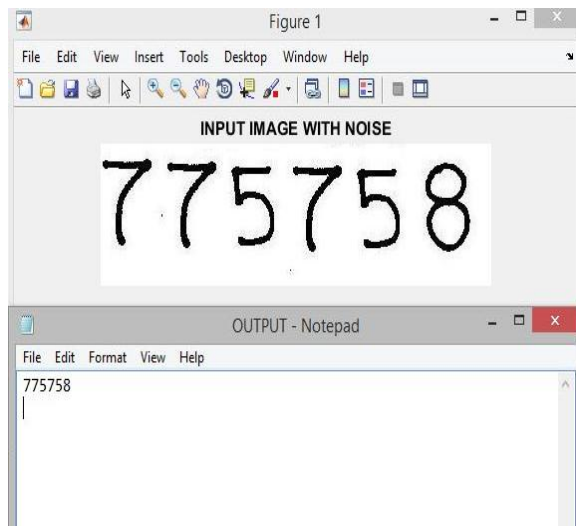 Figure 1
File Edit View Insert Tools Desktop Window Help
INPUT IMAGE WITH NOISE
775758
OUTPUT - Notepad
File Edit Format View Help
775758